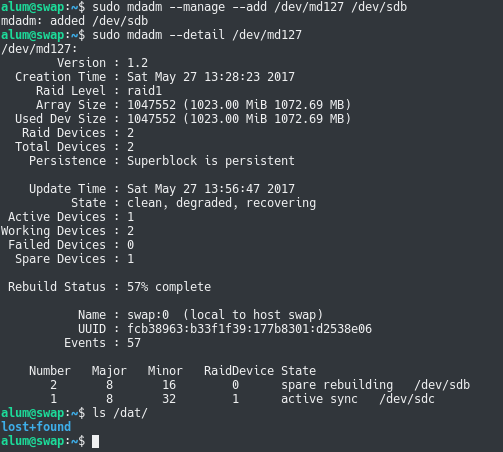 alum@swap:~$ sudo mdadm --manage --add /dev/md127 /dev/sdb
mdadm: added /dev/sdb
alum@swap:~$ sudo mdadm --detail /dev/md127
/dev/md127:
Version : 1.2
Creation Time : Sat May 27 13:28:23 2017
Raid Level : raid1
Array Size : 1047552 (1023.00 MiB 1072.69 MB)
Used Dev Size : 1047552 (1023.00 MiB 1072.69 MB)
Raid Devices : 2
Total Devices : 2
Persistence : Superblock is persistent
Update Time : Sat May 27 13:56:47 2017
State : clean, degraded, recovering
Active Devices : 1
Working Devices : 2
Failed Devices : 0
Spare Devices : 1
Rebuild Status : 57% complete
Name : swap:0 (local to host swap)
UUID : fcb38963:b33f1f39:177b8301:d2538e06
Events : 57
Number Major Minor RaidDevice State
2 8 16 0 spare rebuilding /dev/sdb
1 8 32 1 active sync /dev/sdc
alum@swap:~$ ls /dat/
lost+found
alum@swap:~$